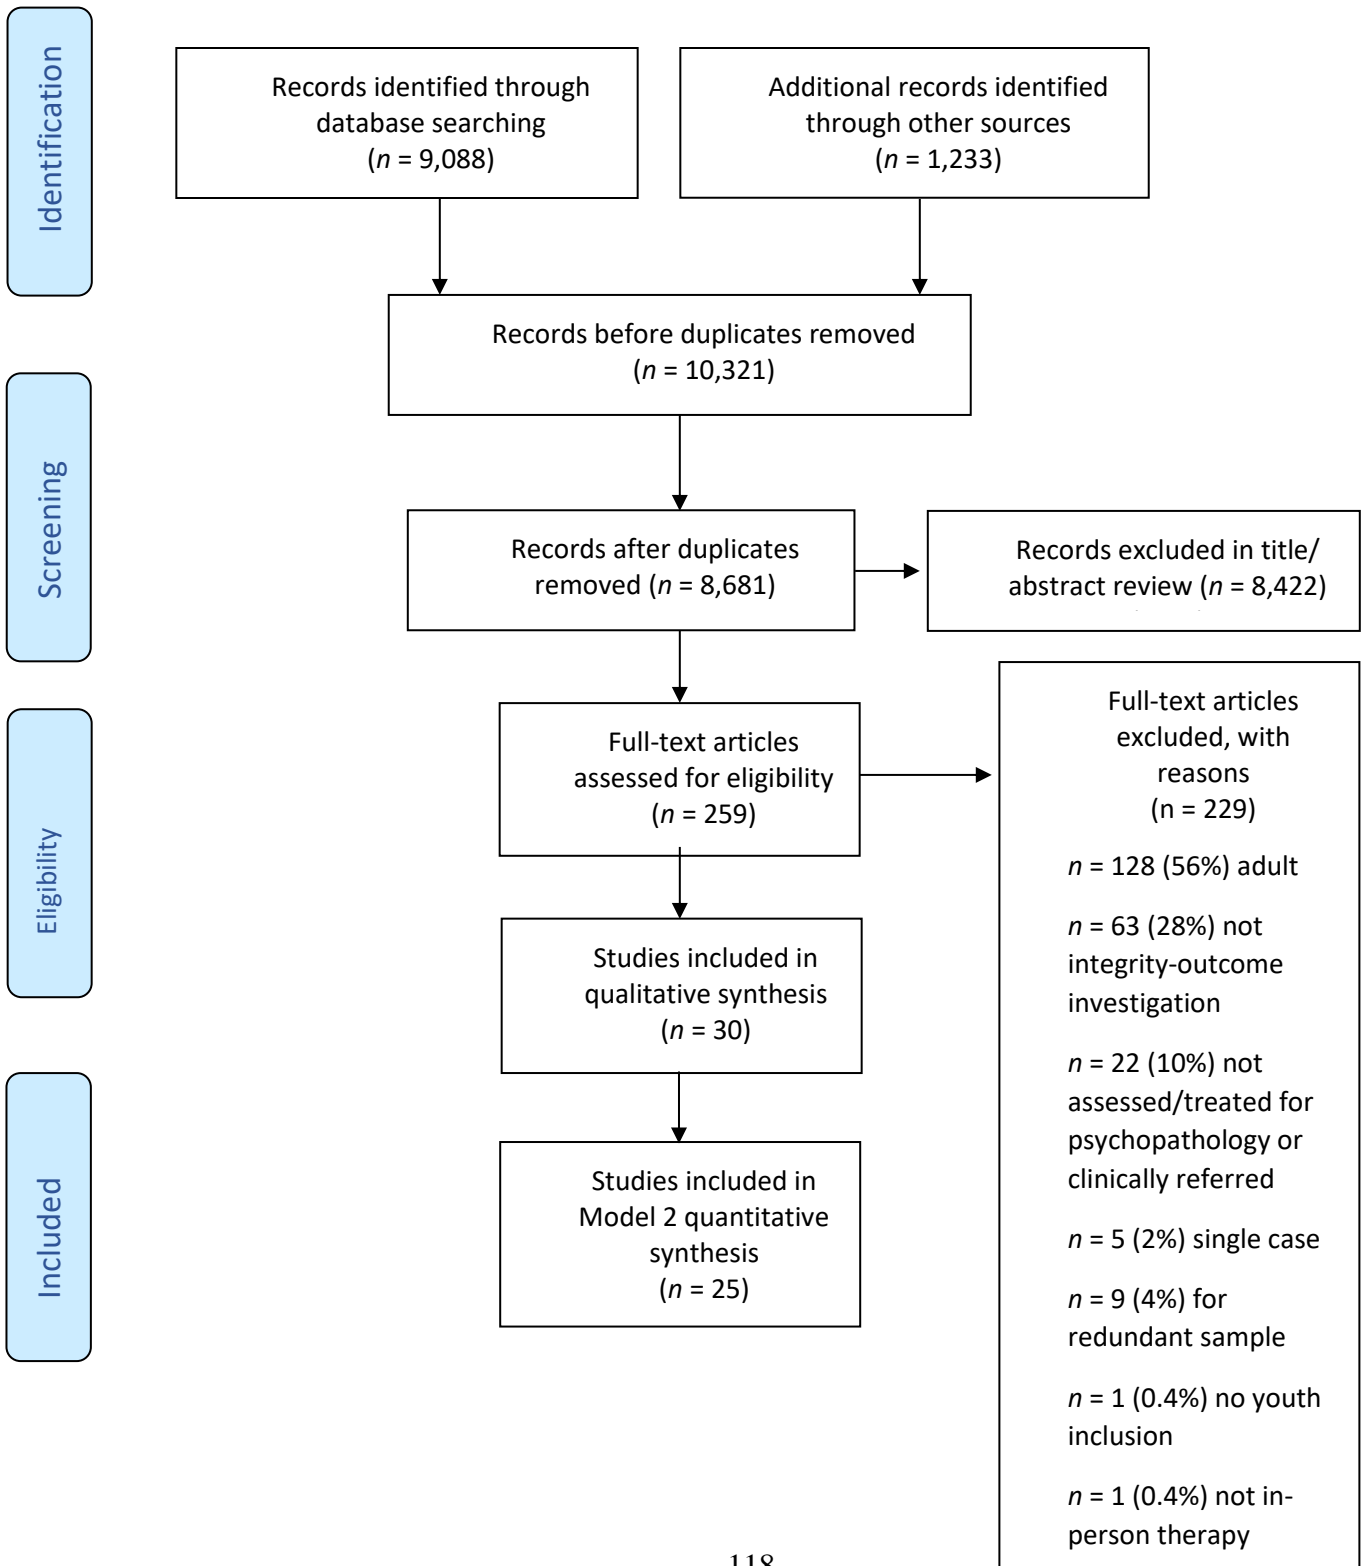 Identification
Records identified through
database searching
(n = 9,088)
Additional records identified
through other sources
(n = 1,233)
Records before duplicates removed
(n = 10,321)
Screening
Records after duplicates
removed (n = 8,681)
Records excluded in title/
abstract review (n = 8,422)
Eligibility
Full-text articles
assessed for eligibility
(n = 259)
Full-text articles
excluded, with
reasons
(n = 229)
n = 128 (56%) adult
n = 63 (28%) not
integrity-outcome
investigation
n = 22 (10%) not
assessed/treated for
psychopathology or
clinically referred
n = 5 (2%) single case
n = 9 (4%) for
redundant sample
n = 1 (0.4%) no youth
inclusion
n = 1 (0.4%) not in-
person therapy
Studies included in
qualitative synthesis
(n = 30)
Included
Studies included in
Model 2 quantitative
synthesis
(n = 25)
118